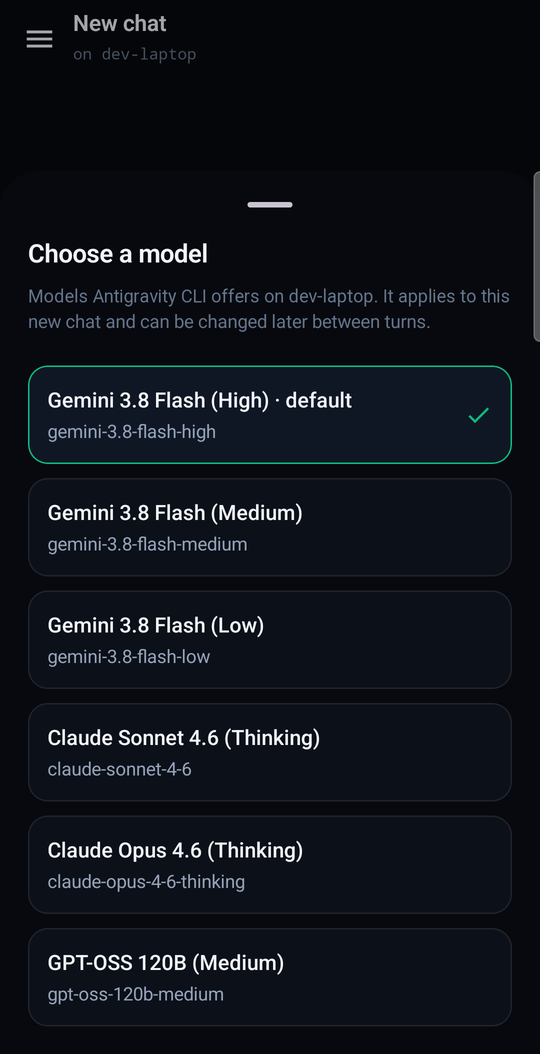 New chat
on dev-laptop
Choose a model
Models Antigravity CLI offers on dev-laptop. It applies to this
new chat and can be changed later between turns.
Gemini 3.8 Flash (High) · default
gemini-3.8-flash-high
Gemini 3.8 Flash (Medium)
gemini-3.8-flash-medium
Gemini 3.8 Flash (Low)
gemini-3.8-flash-low
Claude Sonnet 4.6 (Thinking)
claude-sonnet-4-6
Claude Opus 4.6 (Thinking)
claude-opus-4-6-thinking
GPT-OSS 120B (Medium)
gpt-oss-120b-medium